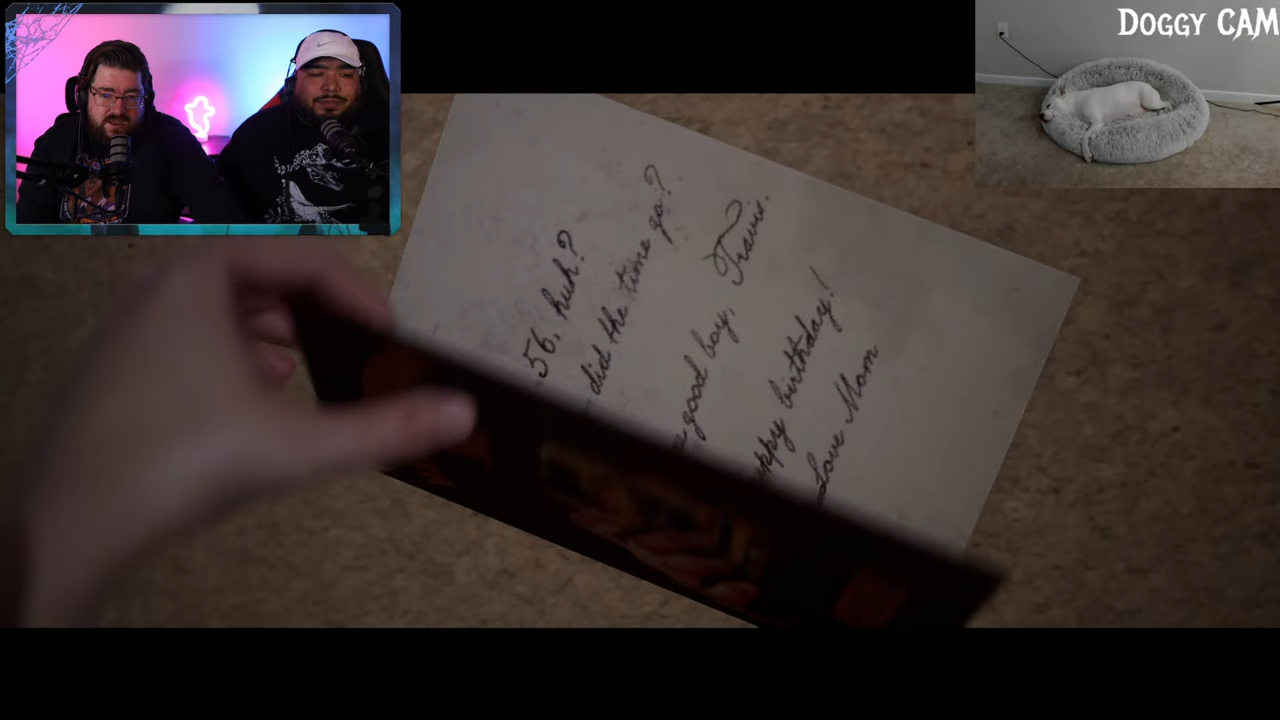 Doggy CAM
56, huh?
did the time go?
good boy, Travis.
birthday!
Love Mom